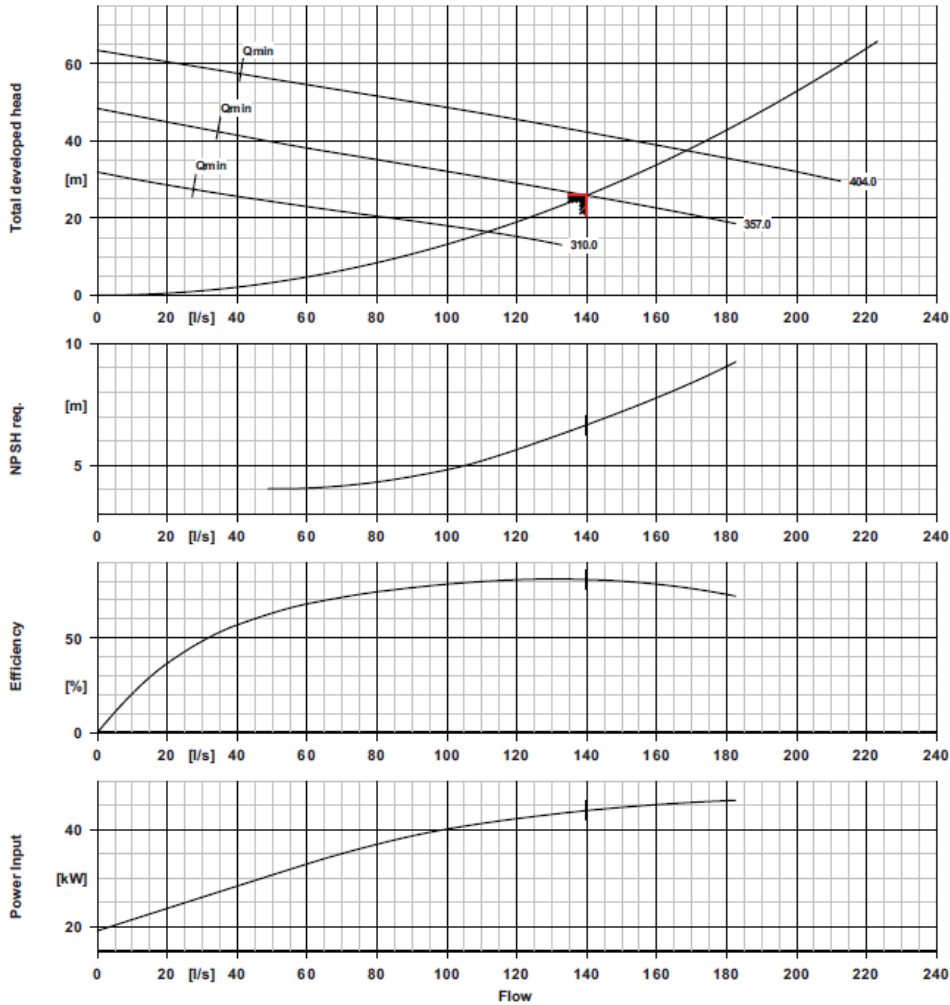 Total developed head
[m]
60
40
20
0
Qmin
Qmin
Qmin
404.0
357.0
310.0
0 20 [l/s] 40 60 80 100 120 140 160 180 200 220 240
NPSH req.
[m]
10
5
0 20 [l/s] 40 60 80 100 120 140 160 180 200 220 240
Efficiency
[%]
50
0
0 20 [l/s] 40 60 80 100 120 140 160 180 200 220 240
Power Input
[kW]
40
20
0 20 [l/s] 40 60 80 100 120 140 160 180 200 220 240
Flow